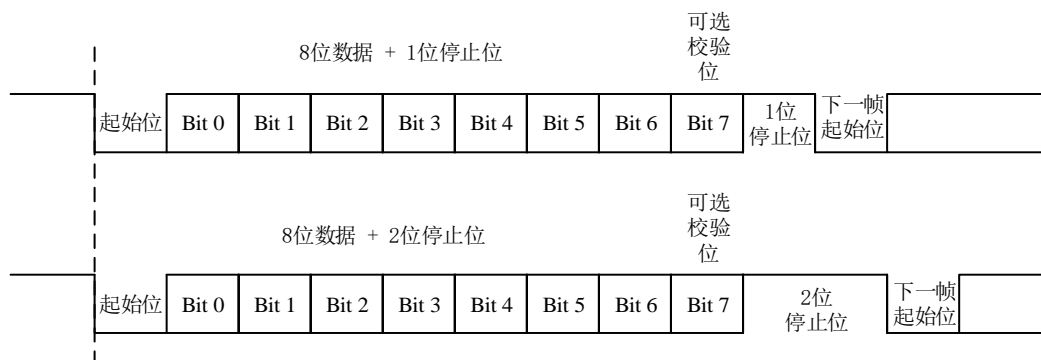 8位数据 + 1位停止位
可选
校验
位
起始位 Bit 0 Bit 1 Bit 2 Bit 3 Bit 4 Bit 5 Bit 6 Bit 7
1位
停止位
下一帧
起始位
8位数据 + 2位停止位
可选
校验
位
起始位 Bit 0 Bit 1 Bit 2 Bit 3 Bit 4 Bit 5 Bit 6 Bit 7
2位
停止位
下一帧
起始位